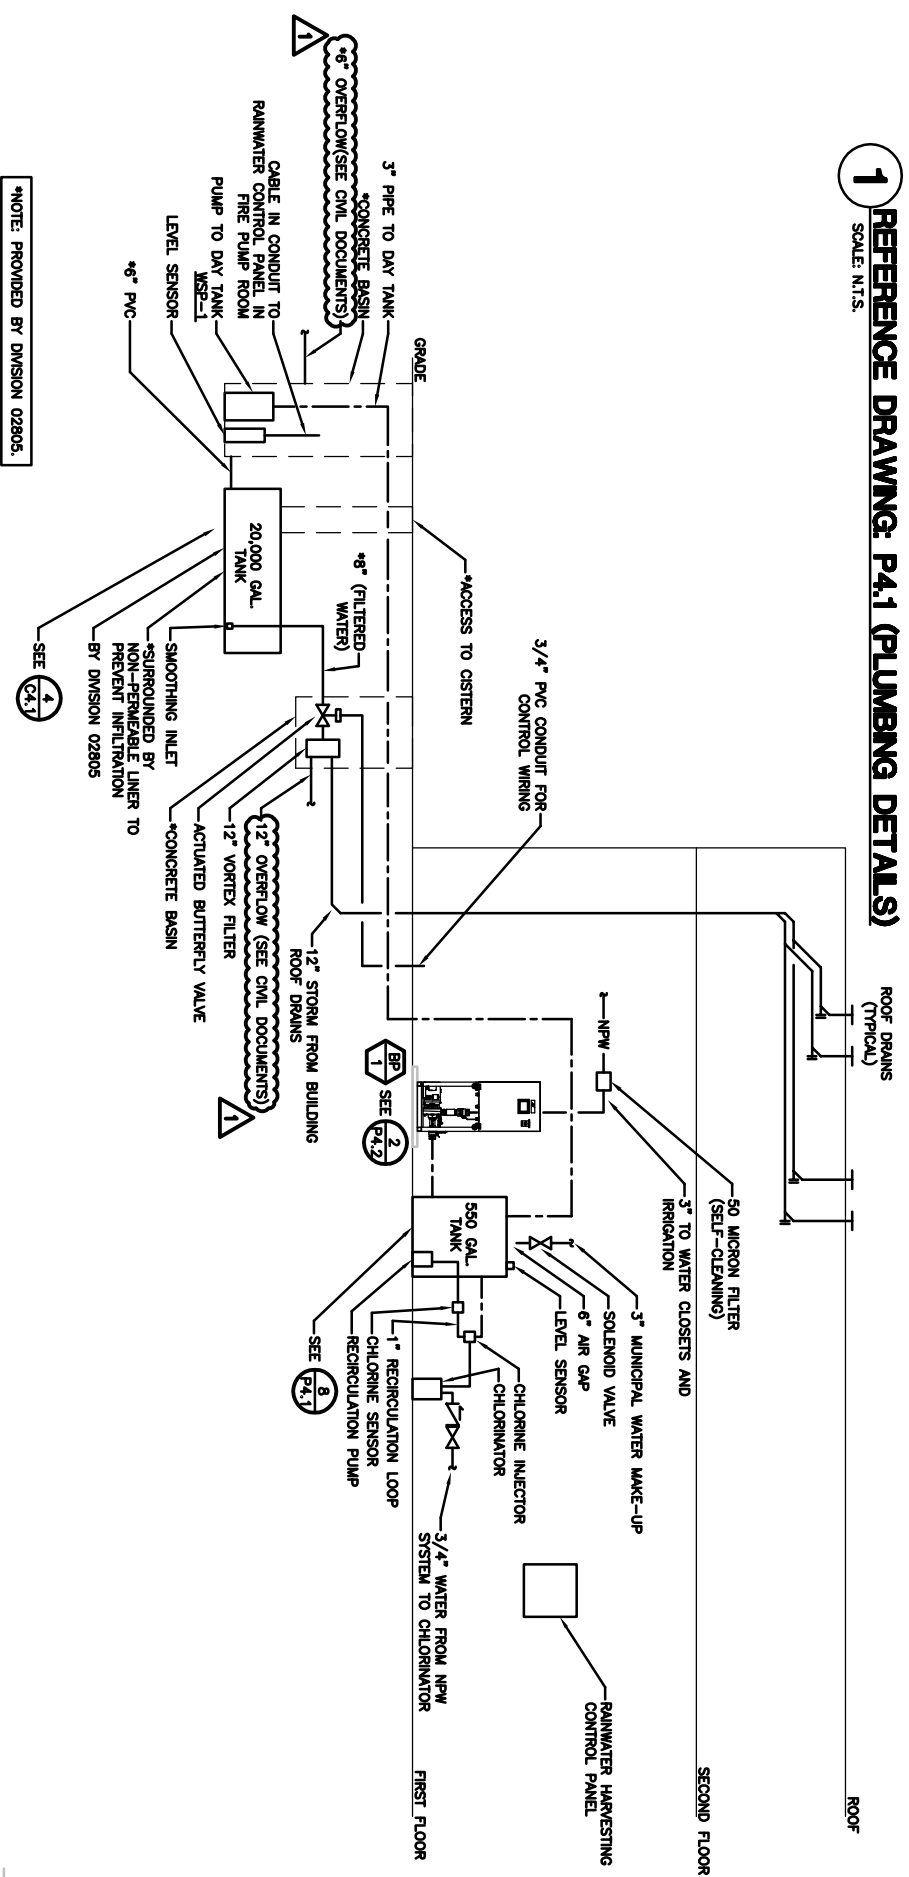 1
REFERENCE DRAWING: P4.1 (PLUMBING DETAILS)
SCALE: N.T.S.
ROOF DRAINS
(TYPICAL)
ROOF
SECOND FLOOR
FIRST FLOOR
GRADE
50 MICRON FILTER
(SELF-CLEANING)
3" TO WATER CLOSETS AND
IRRIGATION
NPW
3" MUNICIPAL WATER MAKE-UP
SOLENOID VALVE
6" AIR GAP
LEVEL SENSOR
RAINWATER HARVESTING
CONTROL PANEL
CHLORINE INJECTOR
CHLORINATOR
3/4" WATER FROM NPW
SYSTEM TO CHLORINATOR
550 GAL.
TANK
1" RECIRCULATION LOOP
CHLORINE SENSOR
RECIRCULATION PUMP
SEE
8
P4.1
BP
1
SEE
2
P4.2
3/4" PVC CONDUIT FOR
CONTROL WIRING
*ACCESS TO CISTERN
*8" (FILTERED
WATER)
3" PIPE TO DAY TANK
*CONCRETE BASIN
*6" OVERFLOW(SEE CIVIL DOCUMENTS)
1
CABLE IN CONDUIT TO
RAINWATER CONTROL PANEL IN
FIRE PUMP ROOM
PUMP TO DAY TANK
WSP-1
LEVEL SENSOR
*6" PVC
20,000 GAL.
TANK
12" STORM FROM BUILDING
ROOF DRAINS
12" OVERFLOW (SEE CIVIL DOCUMENTS)
1
12" VORTEX FILTER
ACTUATED BUTTERFLY VALVE
*CONCRETE BASIN
SMOOTHING INLET
*SURROUNDED BY
NON-PERMEABLE LINER TO
PREVENT INFILTRATION
BY DIVISION 02805
SEE
4
C4.1
*NOTE: PROVIDED BY DIVISION 02805.